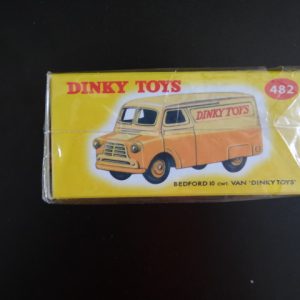 DINKY TOYS
482
DINKY TOYS
BEDFORD 10 CWT. VAN 'DINKY TOYS'